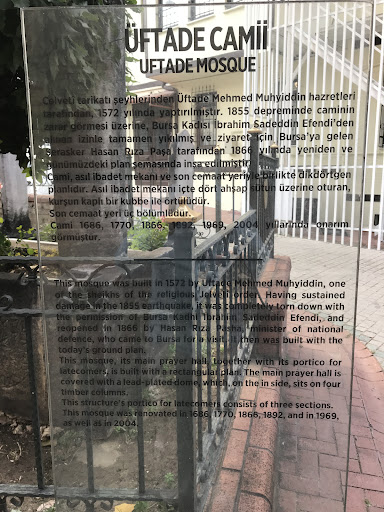 ÜFTADE CAMİİ
UFTADE MOSQUE
Celveti tarikatı şeyhlerinden Üftade Mehmed Muhyiddin hazretleri
tarafından, 1572 yılında yaptırılmıştır. 1855 depreminde caminin
zarar görmesi üzerine, Bursa Kadısı İbrahim Sadeddin Efendi'den
alınan izinle tamamen yıkılmış ve ziyaret için Bursa'ya gelen
Serasker Hasan Rıza Paşa tarafından 1866 yılında yeniden ve
günümüzdeki plan şemasında inşa edilmiştir.
Cami, asıl ibadet mekânı ve son cemaat yeriyle birlikte dikdörtgen
planlıdır. Asıl ibadet mekânı içte dört ahşap sütun üzerine oturan,
kurşun kaplı bir kubbe ile örtülüdür.
Son cemaat yeri üç bölümlüdür.
Cami 1686, 1770, 1866, 1892, 1969, 2004 yıllarında onarım
görmüştür.
This mosque was built in 1572 by Uftade Mehmed Muhyiddin, one
of the sheikhs of the religious Jelveti order. Having sustained
damage in the 1855 earthquake, it was completely torn down with
the permission of Bursa Kadhi Ibrahim Sadeddin Efendi, and
reopened in 1866 by Hasan Rıza Pasha, minister of national
defence, who came to Bursa for a visit. It then was built with the
today's ground plan.
This mosque, its main prayer hall, together with its portico for
latecomers, is built with a rectangular plan. The main prayer hall is
covered with a lead-plated dome, which, on the in side, sits on four
timber columns.
This structure's portico for latecomers consists of three sections.
This mosque was renovated in 1686, 1770, 1866, 1892, and in 1969,
as well as in 2004.